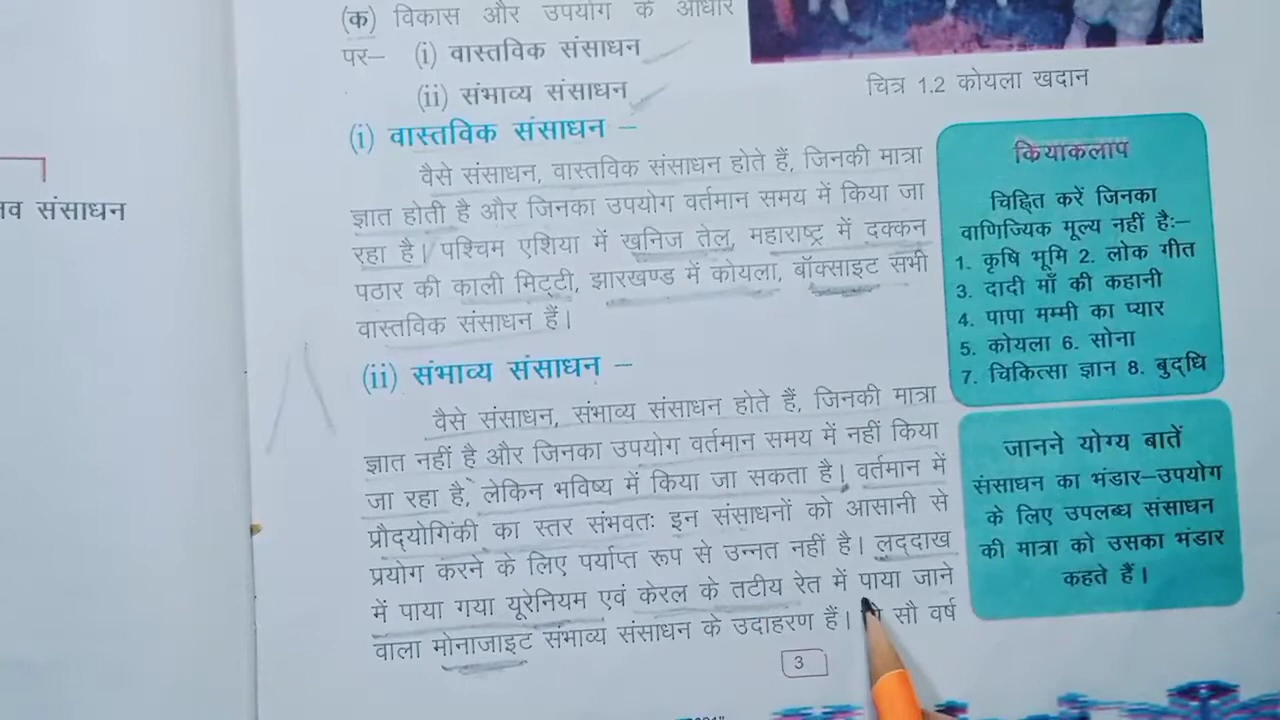 (क) विकास और उपयोग के आधार
पर– (i) वास्तविक संसाधन
(ii) संभाव्य संसाधन
(i) वास्तविक संसाधन –
वैसे संसाधन, वास्तविक संसाधन होते हैं, जिनकी मात्रा
ज्ञात होती है और जिनका उपयोग वर्तमान समय में किया जा
रहा है। पश्चिम एशिया में खनिज तेल, महाराष्ट्र में दक्कन
पठार की काली मिट्टी, झारखण्ड में कोयला, बॉक्साइट सभी
वास्तविक संसाधन हैं।
(ii) संभाव्य संसाधन –
वैसे संसाधन, संभाव्य संसाधन होते हैं, जिनकी मात्रा
ज्ञात नहीं है और जिनका उपयोग वर्तमान समय में नहीं किया
जा रहा है, लेकिन भविष्य में किया जा सकता है। वर्तमान में
प्रौद्योगिंकी का स्तर संभवतः इन संसाधनों को आसानी से
प्रयोग करने के लिए पर्याप्त रूप से उन्नत नहीं है। लद्दाख
में पाया गया यूरेनियम एवं केरल के तटीय रेत में पाया जाने
वाला मोनाजाइट संभाव्य संसाधन के उदाहरण हैं। सौ वर्ष
3
चित्र 1.2 कोयला खदान
कियाकलाप
चिह्नित करें जिनका
वाणिज्यिक मूल्य नहीं है:–
1. कृषि भूमि 2. लोक गीत
3. दादी माँ की कहानी
4. पापा मम्मी का प्यार
5. कोयला 6. सोना
7. चिकित्सा ज्ञान 8. बुद्धि
जानने योग्य बातें
संसाधन का भंडार–उपयोग
के लिए उपलब्ध संसाधन
की मात्रा को उसका भंडार
कहते हैं।
संसाधन